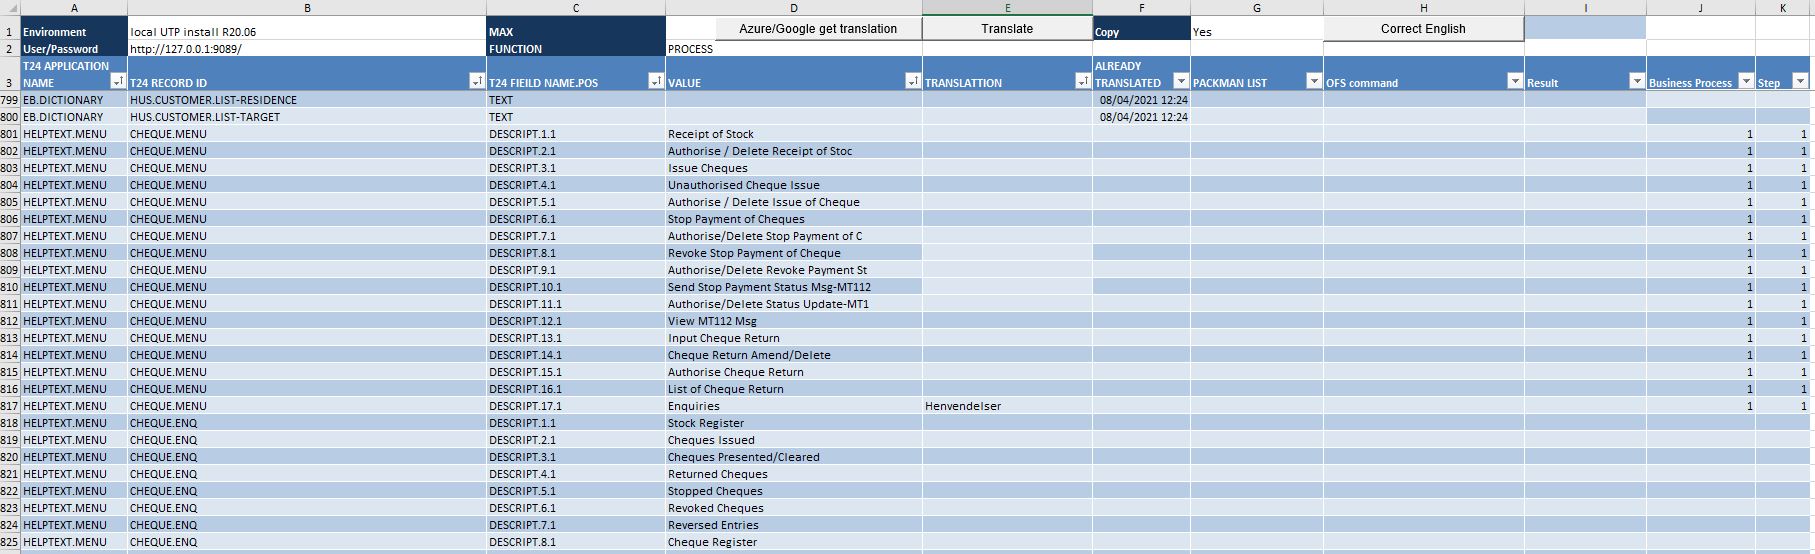 A B C D E F G H I J K
1 Environment local UTP install R20.06 MAX Azure/Google get translation Translate Copy Yes Correct English
2 User/Password http://127.0.0.1:9089/ FUNCTION PROCESS
T24 APPLICATION ALREADY
3 NAME T24 RECORD ID T24 FIEILD NAME.POS VALUE TRANSLATTION TRANSLATED PACKMAN LIST OFS command Result Business Process Step
799 EB.DICTIONARY HUS.CUSTOMER.LIST-RESIDENCE TEXT 08/04/2021 12:24
800 EB.DICTIONARY HUS.CUSTOMER.LIST-TARGET TEXT 08/04/2021 12:24
801 HELPTEXT.MENU CHEQUE.MENU DESCRIPT.1.1 Receipt of Stock 1 1
802 HELPTEXT.MENU CHEQUE.MENU DESCRIPT.2.1 Authorise / Delete Receipt of Stoc 1 1
803 HELPTEXT.MENU CHEQUE.MENU DESCRIPT.3.1 Issue Cheques 1 1
804 HELPTEXT.MENU CHEQUE.MENU DESCRIPT.4.1 Unauthorised Cheque Issue 1 1
805 HELPTEXT.MENU CHEQUE.MENU DESCRIPT.5.1 Authorise / Delete Issue of Cheque 1 1
806 HELPTEXT.MENU CHEQUE.MENU DESCRIPT.6.1 Stop Payment of Cheques 1 1
807 HELPTEXT.MENU CHEQUE.MENU DESCRIPT.7.1 Authorise/Delete Stop Payment of C 1 1
808 HELPTEXT.MENU CHEQUE.MENU DESCRIPT.8.1 Revoke Stop Payment of Cheque 1 1
809 HELPTEXT.MENU CHEQUE.MENU DESCRIPT.9.1 Authorise/Delete Revoke Payment St 1 1
810 HELPTEXT.MENU CHEQUE.MENU DESCRIPT.10.1 Send Stop Payment Status Msg-MT112 1 1
811 HELPTEXT.MENU CHEQUE.MENU DESCRIPT.11.1 Authorise/Delete Status Update-MT1 1 1
812 HELPTEXT.MENU CHEQUE.MENU DESCRIPT.12.1 View MT112 Msg 1 1
813 HELPTEXT.MENU CHEQUE.MENU DESCRIPT.13.1 Input Cheque Return 1 1
814 HELPTEXT.MENU CHEQUE.MENU DESCRIPT.14.1 Cheque Return Amend/Delete 1 1
815 HELPTEXT.MENU CHEQUE.MENU DESCRIPT.15.1 Authorise Cheque Return 1 1
816 HELPTEXT.MENU CHEQUE.MENU DESCRIPT.16.1 List of Cheque Return 1 1
817 HELPTEXT.MENU CHEQUE.MENU DESCRIPT.17.1 Enquiries Henvendelser 1 1
818 HELPTEXT.MENU CHEQUE.ENQ DESCRIPT.1.1 Stock Register
819 HELPTEXT.MENU CHEQUE.ENQ DESCRIPT.2.1 Cheques Issued
820 HELPTEXT.MENU CHEQUE.ENQ DESCRIPT.3.1 Cheques Presented/Cleared
821 HELPTEXT.MENU CHEQUE.ENQ DESCRIPT.4.1 Returned Cheques
822 HELPTEXT.MENU CHEQUE.ENQ DESCRIPT.5.1 Stopped Cheques
823 HELPTEXT.MENU CHEQUE.ENQ DESCRIPT.6.1 Revoked Cheques
824 HELPTEXT.MENU CHEQUE.ENQ DESCRIPT.7.1 Reversed Entries
825 HELPTEXT.MENU CHEQUE.ENQ DESCRIPT.8.1 Cheque Register